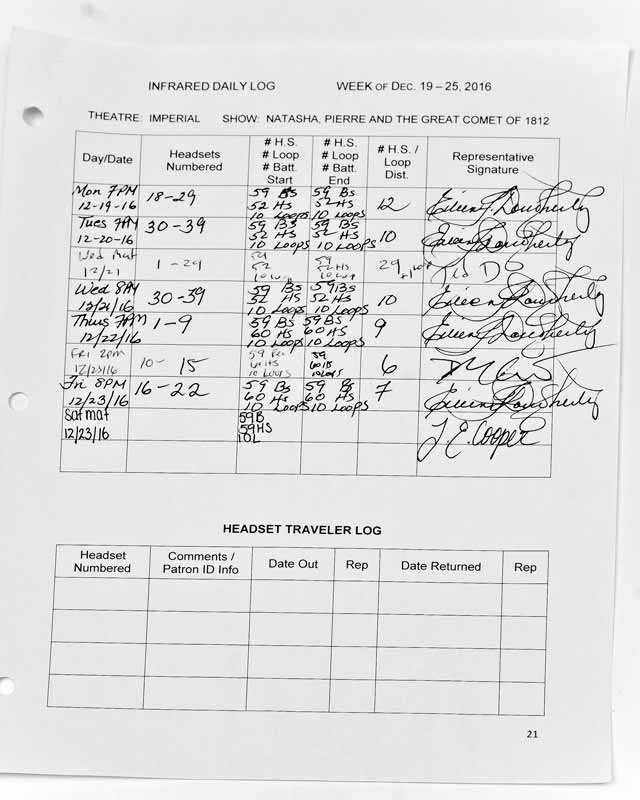 INFRARED DAILY LOG WEEK OF DEC. 19 – 25, 2016
THEATRE: IMPERIAL SHOW: NATASHA, PIERRE AND THE GREAT COMET OF 1812
Day/Date Headsets Numbered # H.S. # Loop # Batt. Start # H.S. # Loop # Batt. End # H.S. / Loop Dist. Representative Signature
Mon 7PM 18-29 59 Bs 59 Bs 12 Eileen J. Dougherty
12-19-16 52 HS 52 HS
10 Loops 10 Loops
Tues 7PM 30-39 59 Bs 59 Bs 10 Eileen J. Dougherty
12-20-16 52 HS 52 HS
10 Loops 10 Loops
Wed Mat 1-29 59 59 29 +1 Loop
12/21 52 52 HS
10 Loop 10 Loop
Wed 8PM 30-39 59 Bs 59 Bs 10 Eileen J. Dougherty
12/21/16 52 HS 52 HS
10 Loops 10 Loops
Thurs 7PM 1-9 59 Bs 59 Bs 9 Eileen J. Dougherty
12/22/16 60 HS 60 HS
10 Loops 10 Loops
Fri 2pm 10-15 59 59 6
12/23/16 60 HS
10 Loops 10 Loops
Fri 8PM 16-22 59 Bs 59 Bs 7 Eileen J. Dougherty
12/23/16 60 Hs 60 Hs
10 Loops 10 Loops
Sat mat 59B J. E. Cooper
12/23/16 59HS
10L
HEADSET TRAVELER LOG
Headset Numbered Comments / Patron ID Info Date Out Rep Date Returned Rep
21